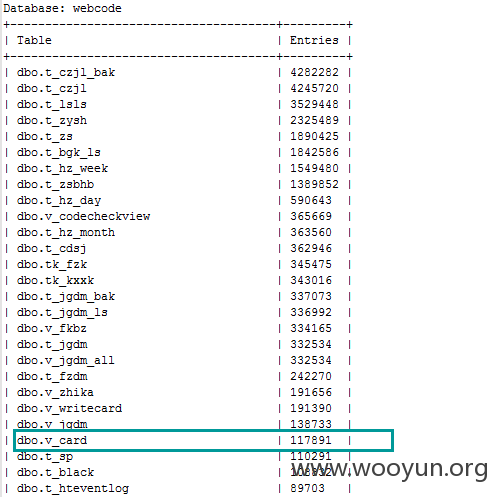 Database: webcode
+--------------------------------------+---------+
| Table | Entries |
+--------------------------------------+---------+
| dbo.t_czjl_bak | 4282282 |
| dbo.t_czjl | 4245720 |
| dbo.t_lsls | 3529448 |
| dbo.t_zysh | 2325489 |
| dbo.t_zs | 1890425 |
| dbo.t_bgk_ls | 1842586 |
| dbo.t_hz_week | 1549480 |
| dbo.t_zsbhb | 1389852 |
| dbo.t_hz_day | 590643 |
| dbo.v_codecheckview | 365669 |
| dbo.t_hz_month | 363560 |
| dbo.t_cdsj | 362946 |
| dbo.tk_fzk | 345475 |
| dbo.tk_kxxk | 343016 |
| dbo.t_jgdm_bak | 337073 |
| dbo.t_jgdm_ls | 336992 |
| dbo.v_fkbz | 334165 |
| dbo.t_jgdm | 332534 |
| dbo.v_jgdm_all | 332534 |
| dbo.t_fzdm | 242270 |
| dbo.v_zhika | 191656 |
| dbo.v_writecard | 191390 |
| dbo.v_jgdm | 138733 |
| dbo.v_card | 117891 |
| dbo.t_sp | 110291 |
| dbo.t_black |
| dbo.t_hteventlog | 89703 |
www.wooyun.org